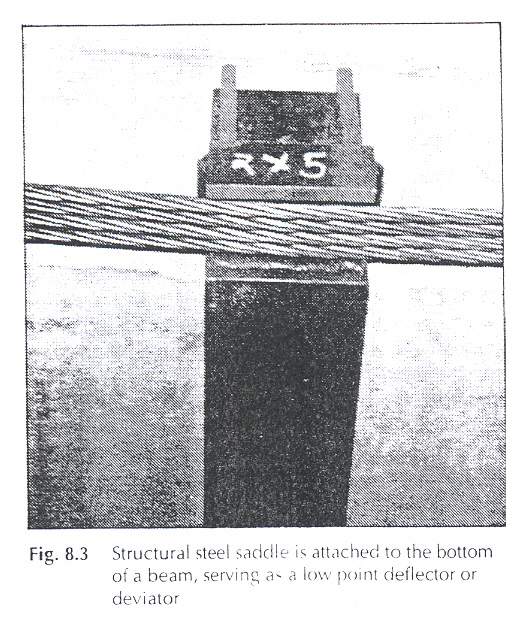 RX5
Fig. 8.3 Structural steel saddle is attached to the bottom
of a beam, serving as a low point deflector or
deviator